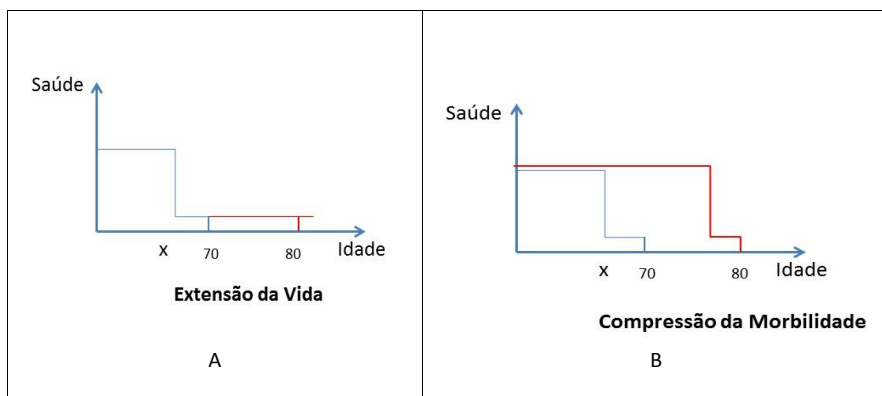 Saúde
x
70
80
Idade
Extensão da Vida
A
Saúde
x
70
80
Idade
Compressão da Morbilidade
B